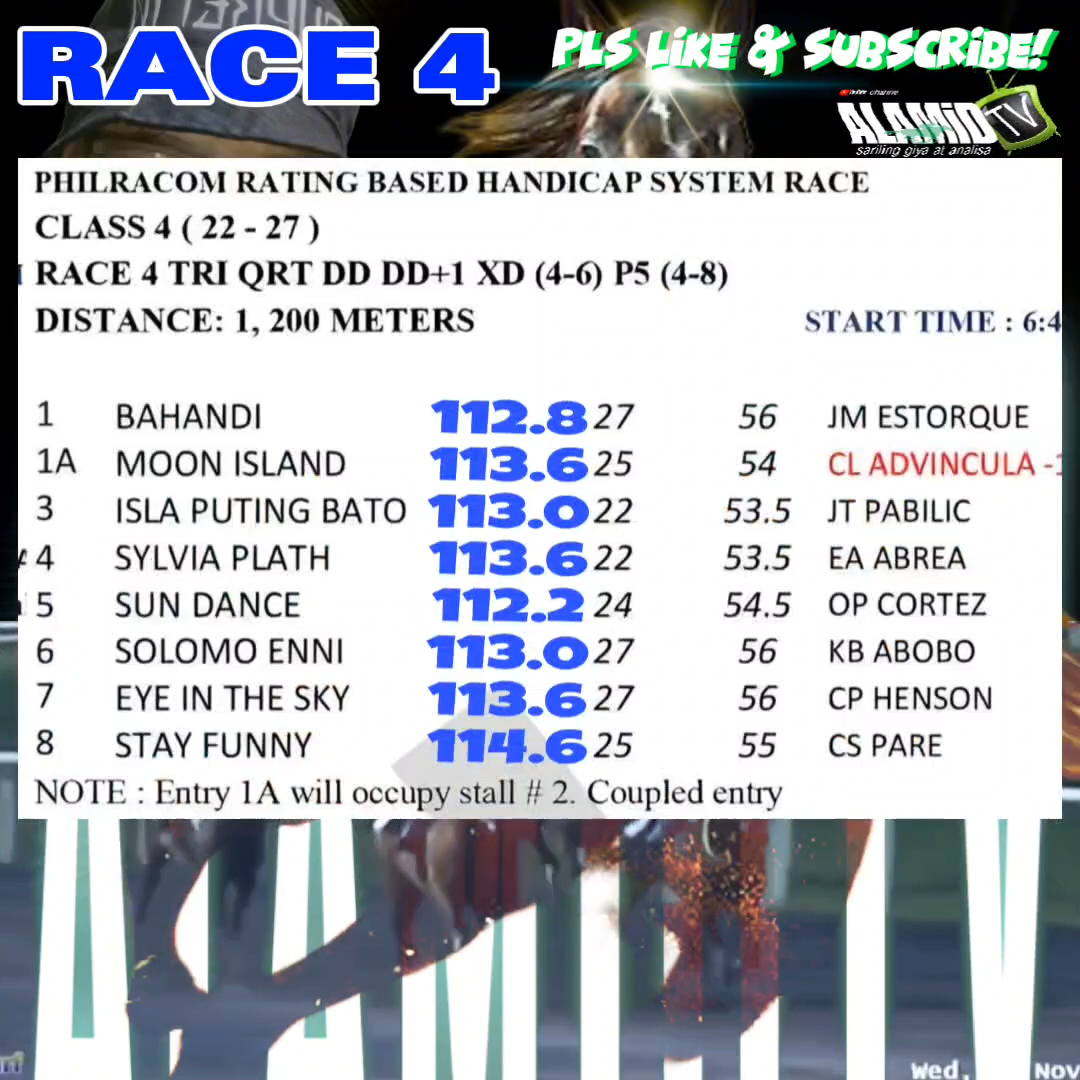 RACE 4
PLS LiKE & SUBSCRiBE!
YouTube channel
ALAMiD TV
sariling giya at analisa
PHILRACOM RATING BASED HANDICAP SYSTEM RACE
CLASS 4 ( 22 - 27 )
RACE 4 TRI QRT DD DD+1 XD (4-6) P5 (4-8)
DISTANCE: 1, 200 METERS START TIME : 6:4
1 BAHANDI 112.8 27 56 JM ESTORQUE
1A MOON ISLAND 113.6 25 54 CL ADVINCULA -1
3 ISLA PUTING BATO 113.0 22 53.5 JT PABILIC
4 SYLVIA PLATH 113.6 22 53.5 EA ABREA
5 SUN DANCE 112.2 24 54.5 OP CORTEZ
6 SOLOMO ENNI 113.0 27 56 KB ABOBO
7 EYE IN THE SKY 113.6 27 56 CP HENSON
8 STAY FUNNY 114.6 25 55 CS PARE
NOTE : Entry 1A will occupy stall # 2. Coupled entry
ALAMiD TV
Wed, Nov